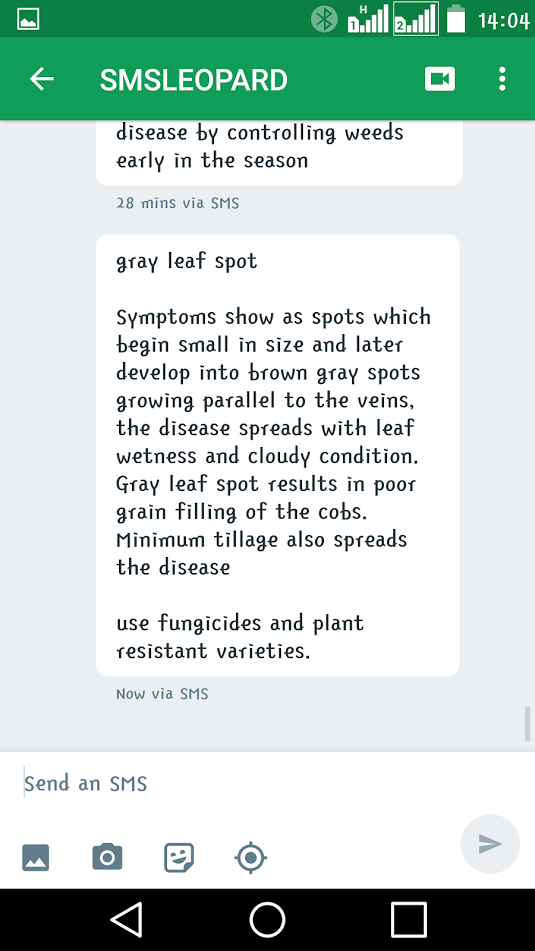 H
1
2
14:04
SMSLEOPARD
disease by controlling weeds
early in the season
28 mins via SMS
gray leaf spot
Symptoms show as spots which
begin small in size and later
develop into brown gray spots
growing parallel to the veins,
the disease spreads with leaf
wetness and cloudy condition.
Gray leaf spot results in poor
grain filling of the cobs.
Minimum tillage also spreads
the disease
use fungicides and plant
resistant varieties.
Now via SMS
Send an SMS